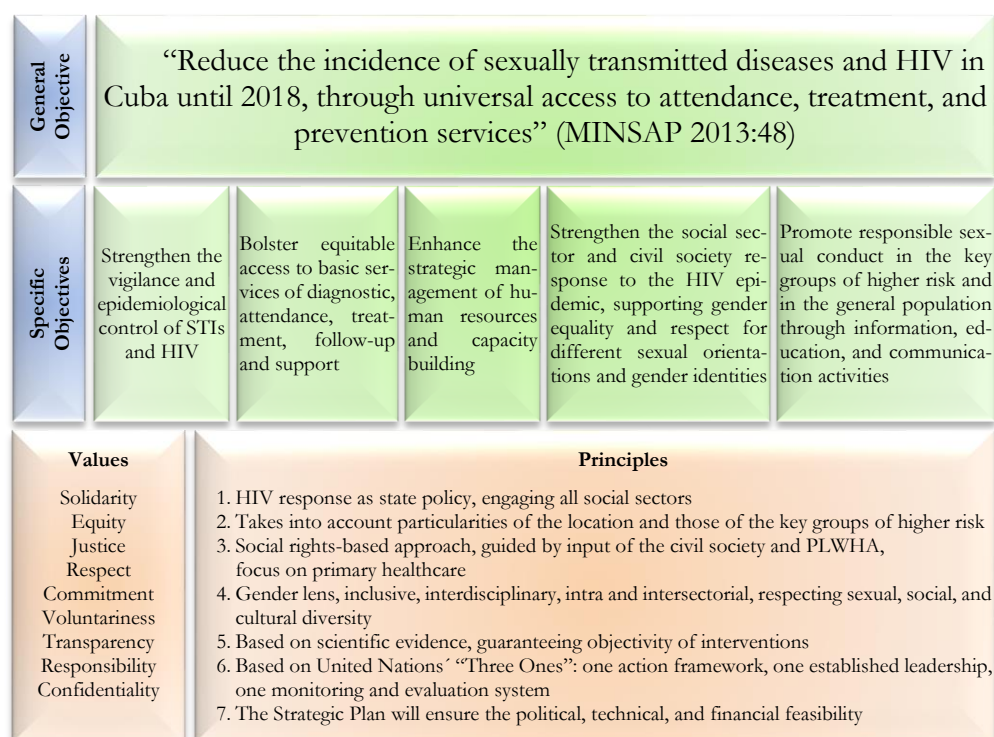 General
Objective
“Reduce the incidence of sexually transmitted diseases and HIV in
Cuba until 2018, through universal access to attendance, treatment, and
prevention services” (MINSAP 2013:48)
Specific
Objectives
Strengthen the
vigilance and
epidemiological
control of STIs
and HIV
Bolster equitable
access to basic ser-
vices of diagnostic,
attendance, treat-
ment, follow-up
and support
Enhance the
strategic man-
agement of hu-
man resources
and capacity
building
Strengthen the social sec-
tor and civil society re-
sponse to the HIV epi-
demic, supporting gender
equality and respect for
different sexual orienta-
tions and gender identities
Promote responsible sex-
ual conduct in the key
groups of higher risk and
in the general population
through information, ed-
ucation, and communica-
tion activities
Values
Solidarity
Equity
Justice
Respect
Commitment
Voluntariness
Transparency
Responsibility
Confidentiality
Principles
1. HIV response as state policy, engaging all social sectors
2. Takes into account particularities of the location and those of the key groups of higher risk
3. Social rights-based approach, guided by input of the civil society and PLWHA,
focus on primary healthcare
4. Gender lens, inclusive, interdisciplinary, intra and intersectorial, respecting sexual, social, and
cultural diversity
5. Based on scientific evidence, guaranteeing objectivity of interventions
6. Based on United Nations´ “Three Ones”: one action framework, one established leadership,
one monitoring and evaluation system
7. The Strategic Plan will ensure the political, technical, and financial feasibility